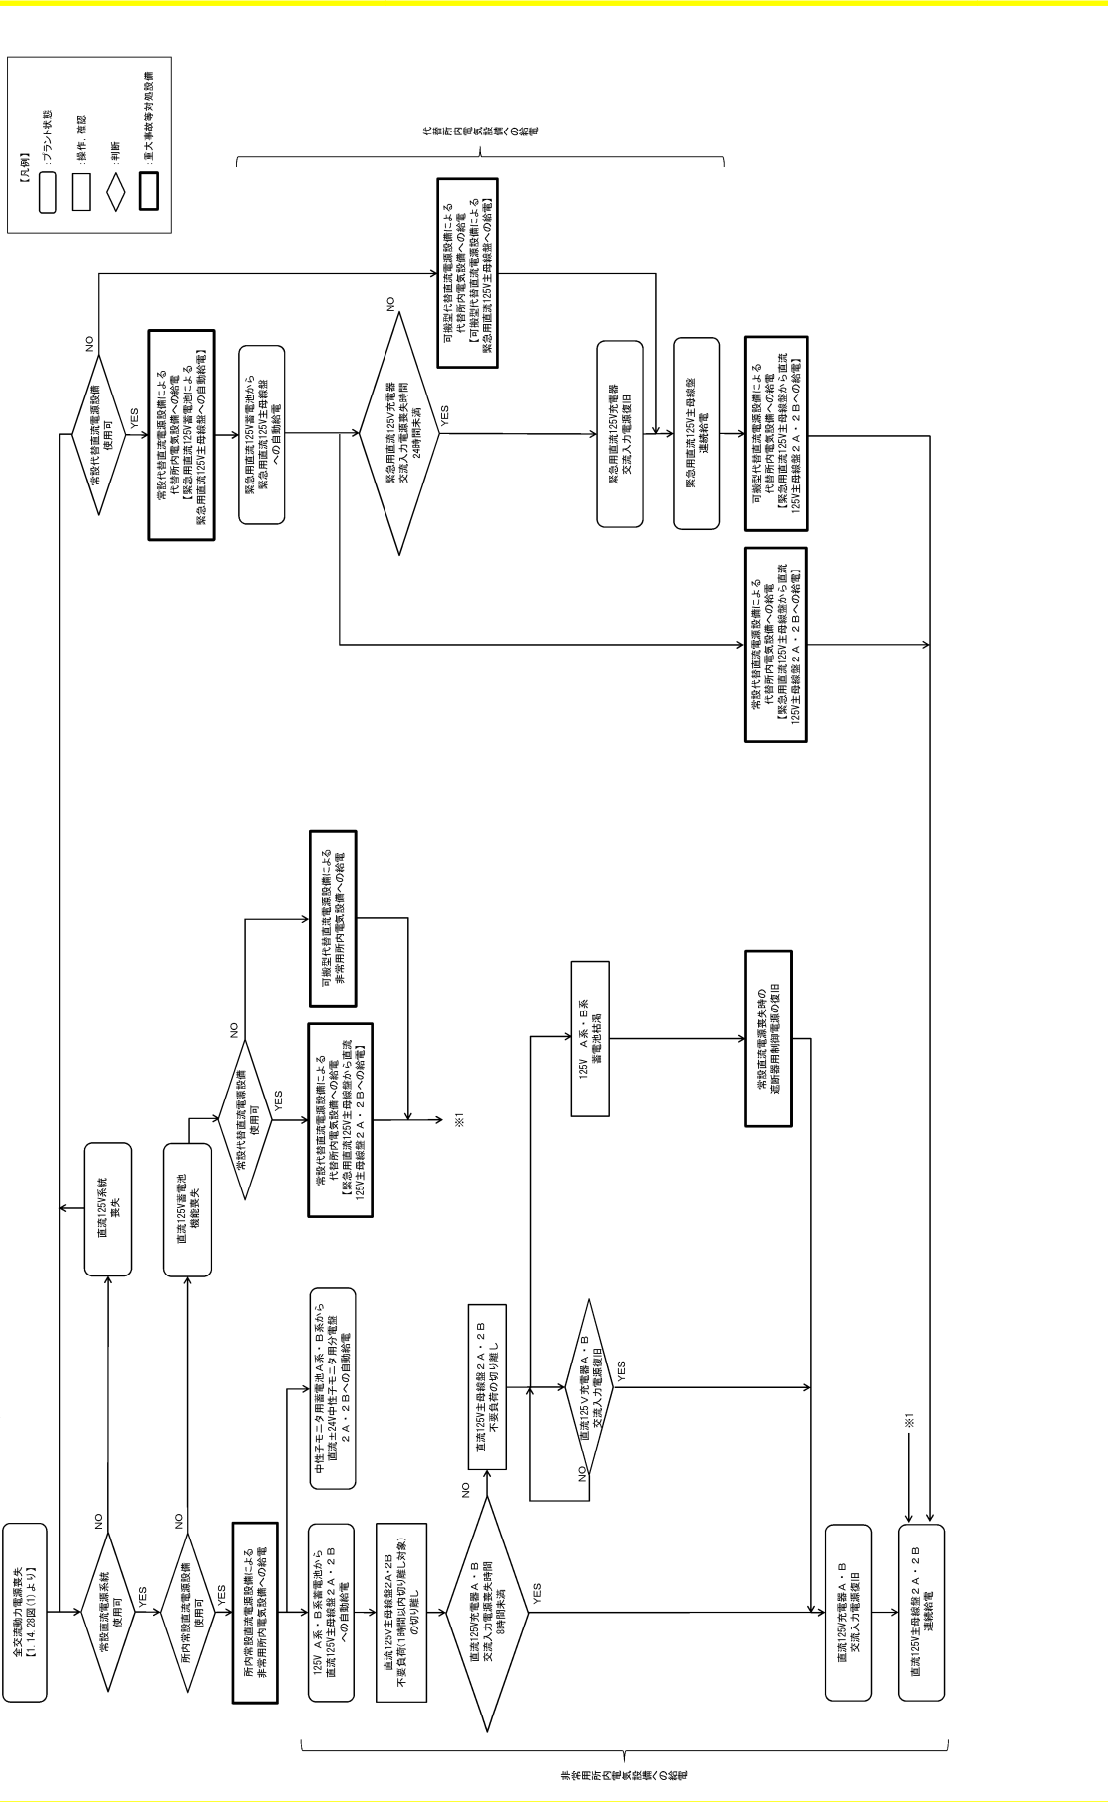 【凡例】
:プラント状態
:操作，確認
:判断
:重大事故等対処設備
全交流動力電源喪失
【1.14.28図(1)より】
常設直流電源系統
使用可
NO
YES
直流125V系統
喪失
所内常設直流電源設備
使用可
NO
YES
直流125V蓄電池
機能喪失
所内常設直流電源設備による
非常用所内電気設備への給電
125V　A系・B系蓄電池から
直流125V主母線盤２A・２B
への自動給電
中性子モニタ用蓄電池A系・B系から
直流±24V中性子モニタ用分電盤
２A・２Bへの自動給電
直流125V主母線盤2A・2B
不要負荷(1時間以内切り離し対象)
の切り離し
直流125V充電器A・B
交流入力電源喪失時間
8時間未満
NO
YES
直流125V主母線盤２A・２B
不要負荷の切り離し
直流125V充電器A・B
交流入力電源復旧
NO
YES
125V　A系・B系
蓄電池枯渇
常設直流電源喪失時の
遮断器用制御電源の復旧
直流125V充電器A・B
交流入力電源復旧
直流125V主母線盤２A・２B
連続給電
※1
非常用所内電気設備への給電
常設代替直流電源設備
使用可
NO
YES
常設代替直流電源設備による
代替所内電気設備への給電
【緊急用直流125V主母線盤から直流
125V主母線盤２A・２Bへの給電】
可搬型代替直流電源設備による
非常用所内電気設備への給電
※1
常設代替直流電源設備
使用可
NO
YES
常設代替直流電源設備による
代替所内電気設備への給電
【緊急用直流125V蓄電池による
緊急用直流125V主母線盤への自動給電】
緊急用直流125V蓄電池から
緊急用直流125V主母線盤
への自動給電
緊急用直流125V充電器
交流入力電源喪失時間
24時間未満
NO
YES
可搬型代替直流電源設備による
代替所内電気設備への給電
【可搬型代替直流電源設備による
緊急用直流125V主母線盤への給電】
緊急用直流125V充電器
交流入力電源復旧
緊急用直流125V主母線盤
連続給電
可搬型代替直流電源設備による
代替所内電気設備への給電
【緊急用直流125V主母線盤から直流
125V主母線盤２A・２Bへの給電】
常設代替直流電源設備による
代替所内電気設備への給電
【緊急用直流125V主母線盤から直流
125V主母線盤２A・２Bへの給電】
代替所内電気設備への給電